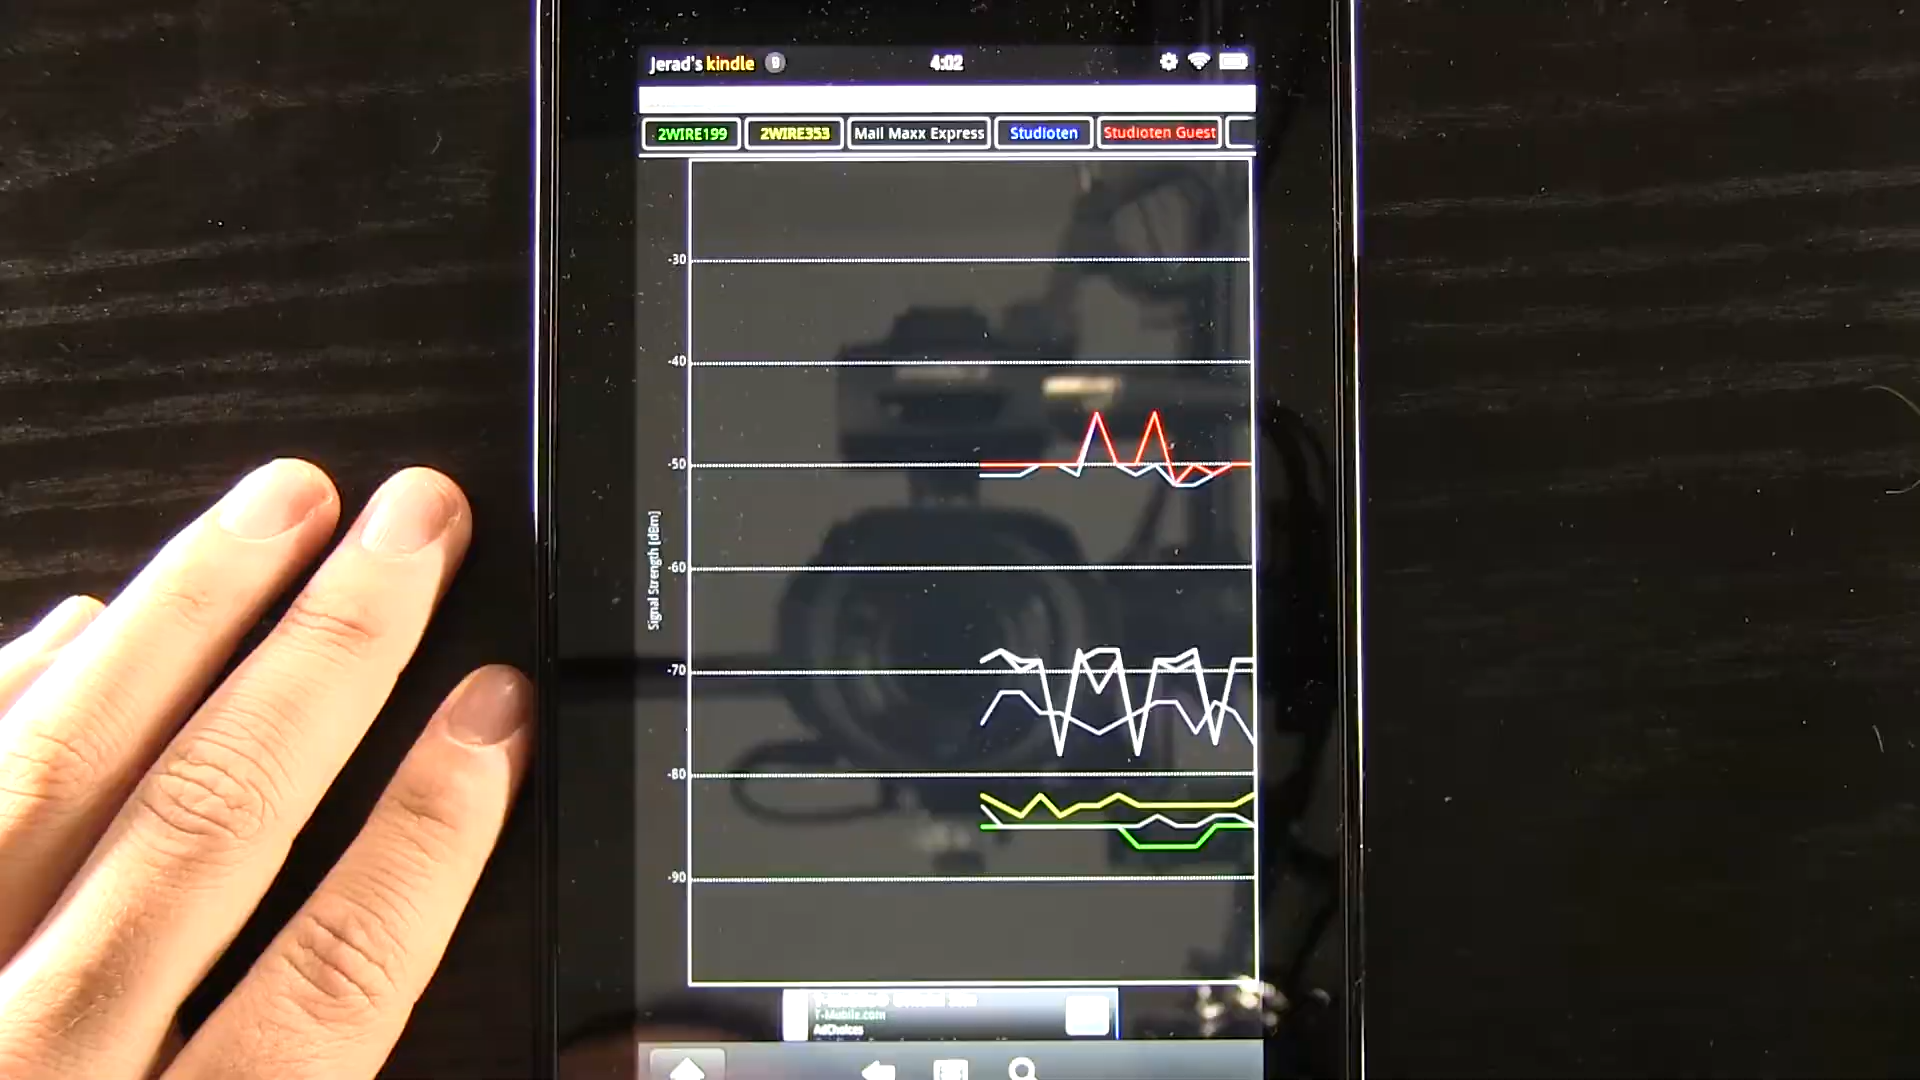 Jerad's kindle 9 4:02
2WIRE199 2WIRE353 Mail Maxx Express Studioten Studioten Guest
-30
-40
-50
Signal Strength [dBm]
-60
-70
-80
-90
T-Mobile.com
AdChoices